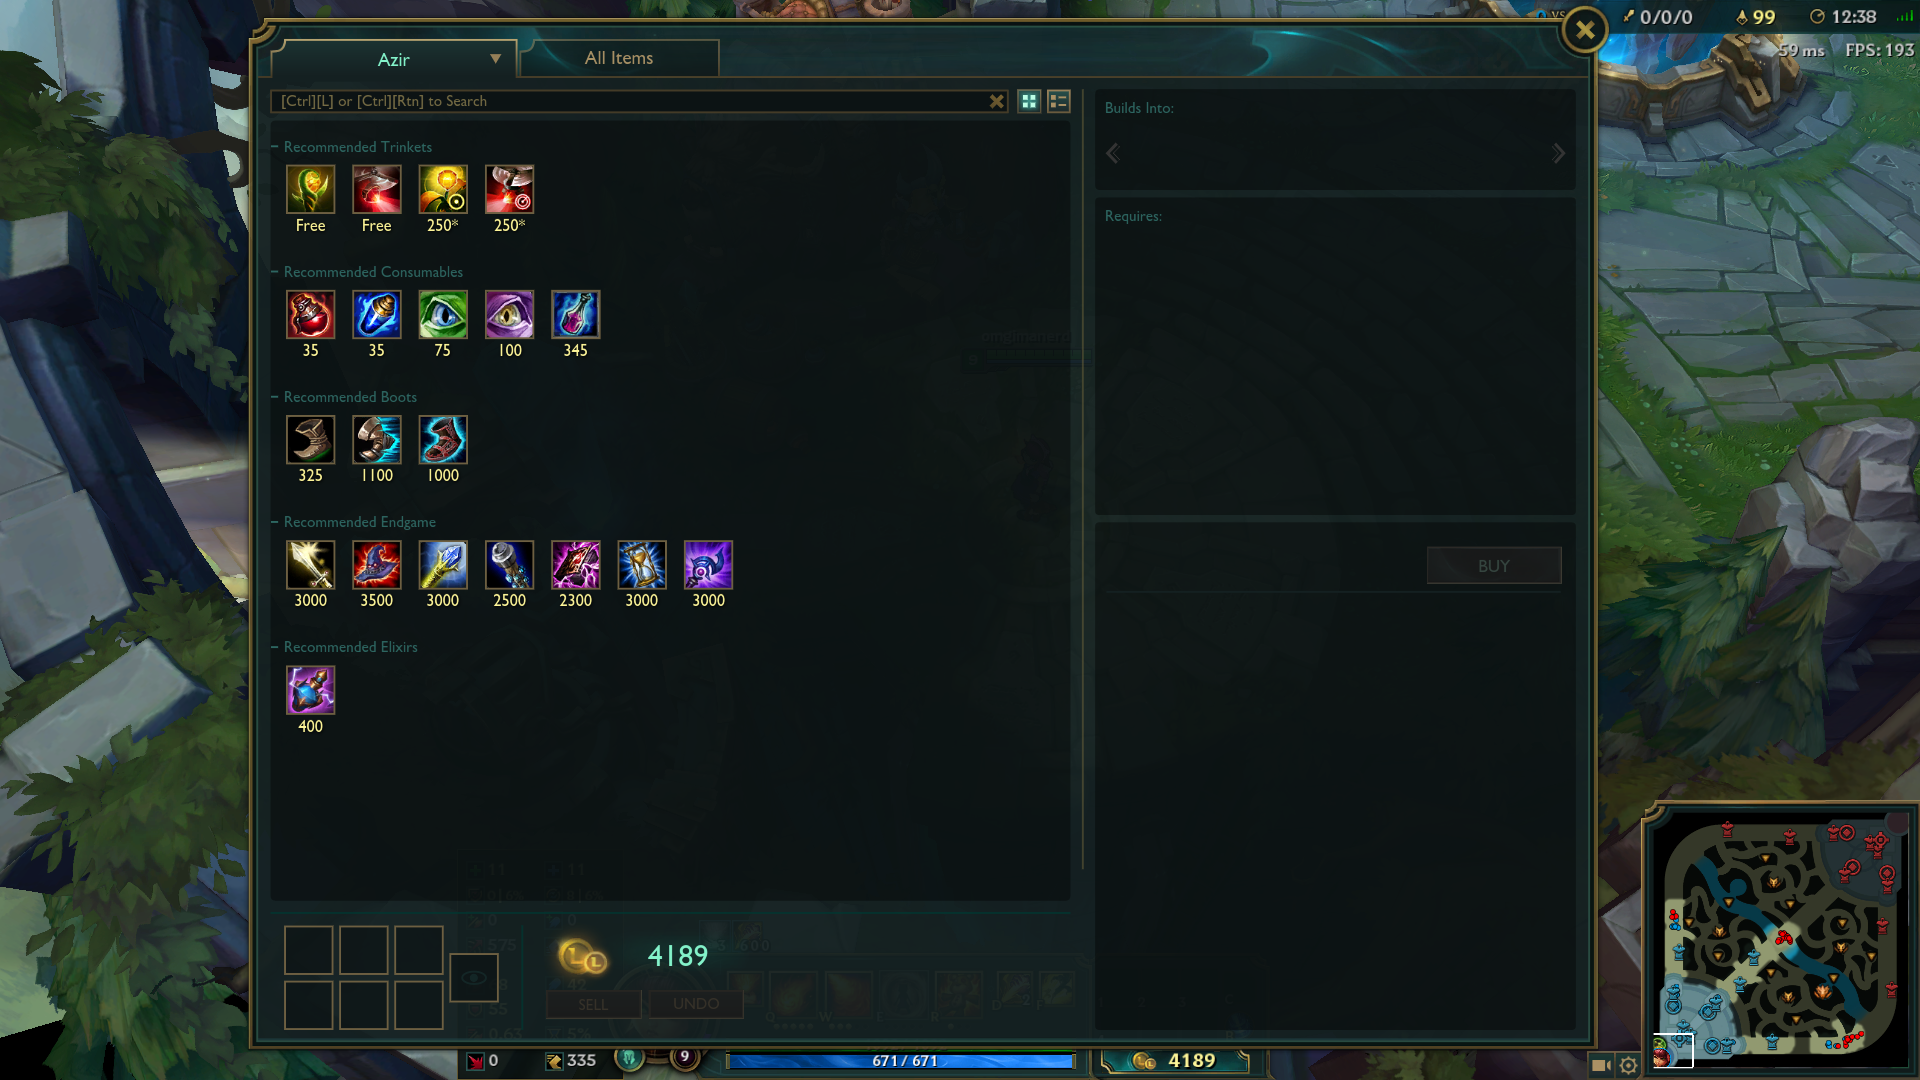 Azir
All Items
VS
0/0/0
99
12:38
59 ms FPS: 193
[Ctrl][L] or [Ctrl][Rtn] to Search
Builds Into:
Recommended Trinkets
Free Free 250* 250*
Requires:
Recommended Consumables
35 35 75 100 345
Recommended Boots
325 1100 1000
Recommended Endgame
3000 3500 3000 2500 2300 3000 3000
BUY
Recommended Elixirs
400
4189
SELL UNDO
0 335 9 671 / 671 4189